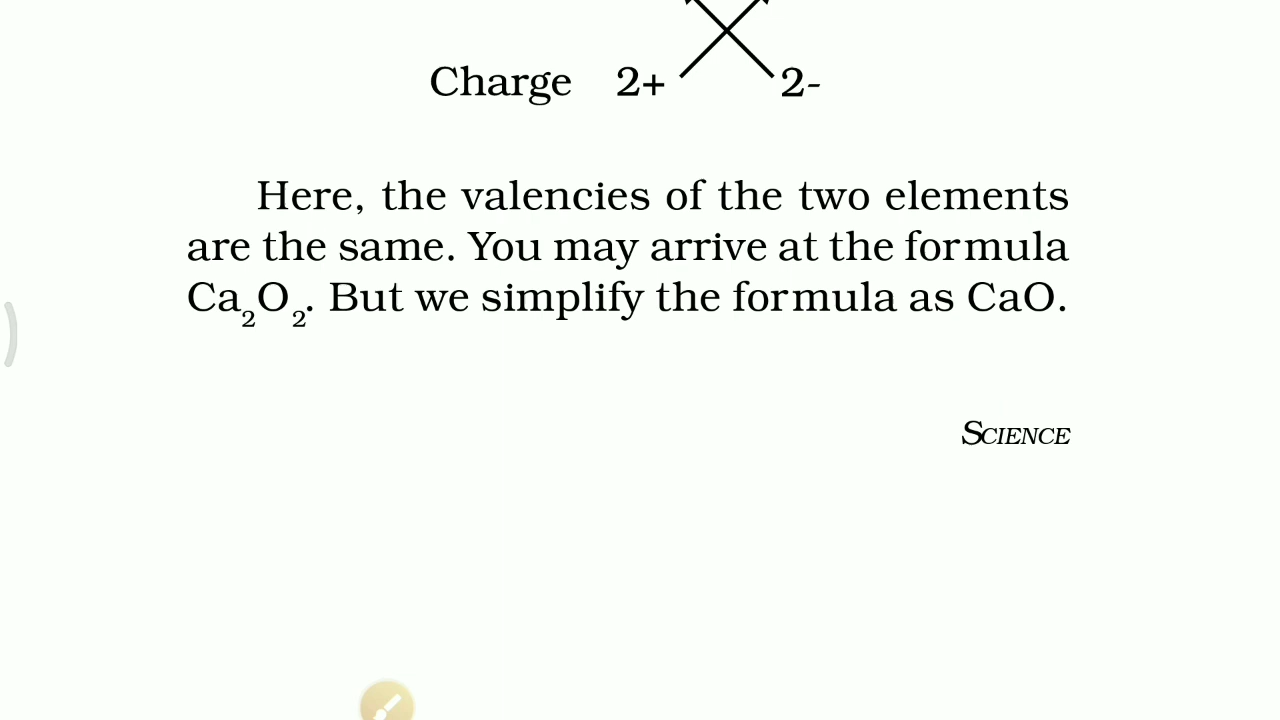 Charge 2+ 2-
Here, the valencies of the two elements
are the same. You may arrive at the formula
Ca₂O₂. But we simplify the formula as CaO.
SCIENCE